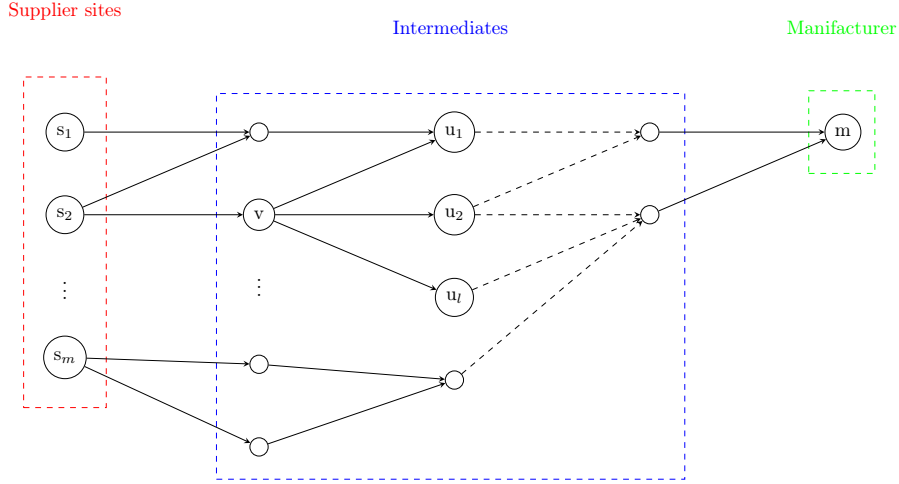 Supplier sites
Intermediates
Manifacturer
s₁
u₁
m
s₂
v
u₂
⋮
⋮
uₗ
sₘ